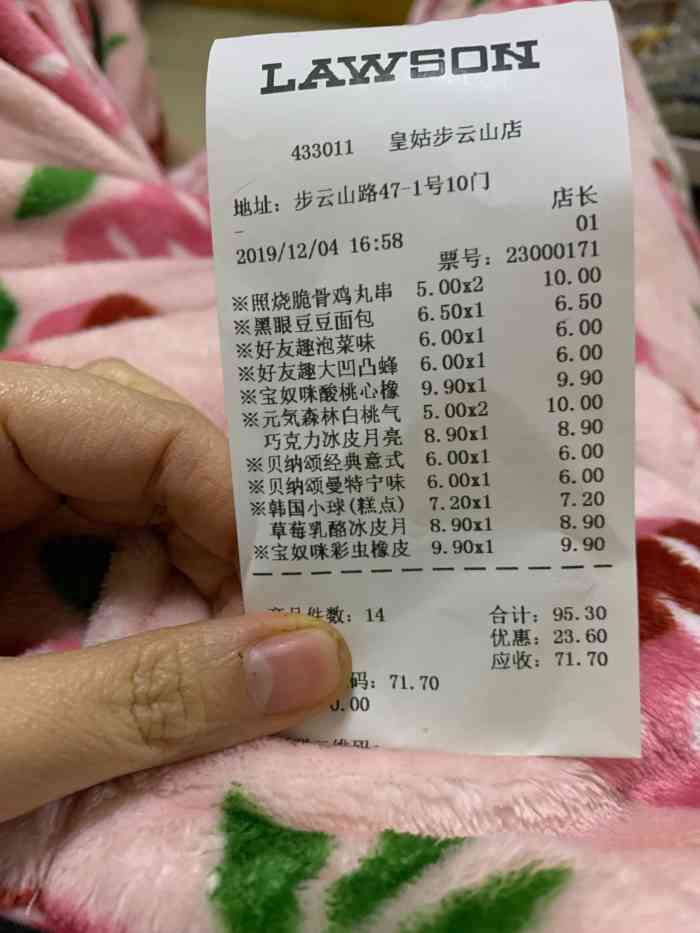 LAWSON
433011 皇姑步云山店
地址: 步云山路47-1号10门
- 店长
2019/12/04 16:58 01
票号: 23000171
※照烧脆骨鸡丸串 5.00x2 10.00
※黑眼豆豆面包 6.50x1 6.50
※好友趣泡菜味 6.00x1 6.00
※好友趣大凹凸蜂 6.00x1 6.00
※宝奴味酸桃心橡 9.90x1 9.90
※元気森林白桃气 5.00x2 10.00
巧克力冰皮月亮 8.90x1 8.90
※贝纳颂经典意式 6.00x1 6.00
※贝纳颂曼特宁味 6.00x1 6.00
※韩国小球(糕点) 7.20x1 7.20
草莓乳酪冰皮月 8.90x1 8.90
※宝奴味彩虫橡皮 9.90x1 9.90
件数: 14 合计: 95.30
优惠: 23.60
应收: 71.70
码: 71.70
0.00